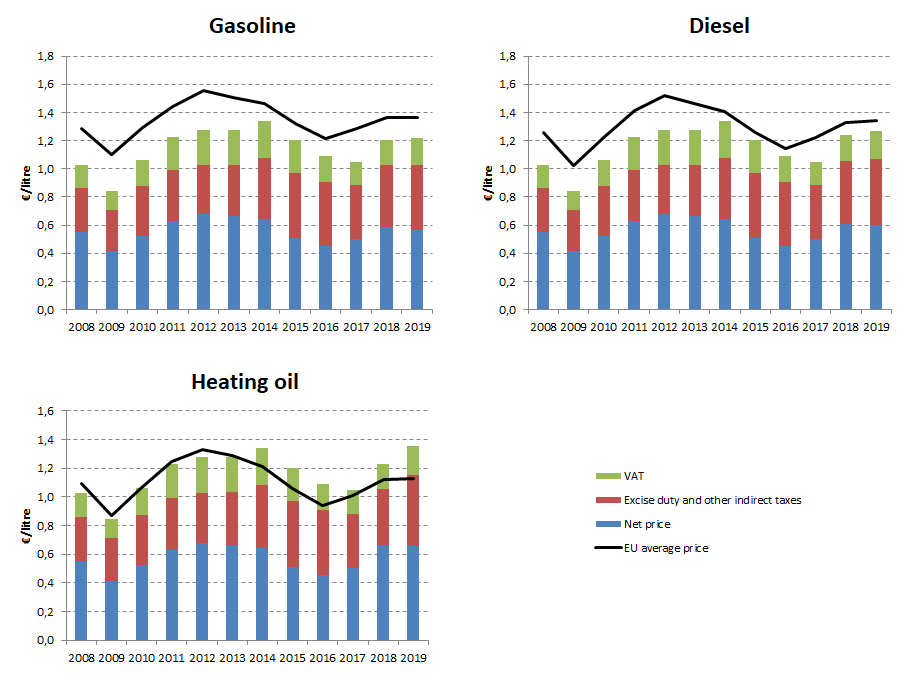 Gasoline
1,8
1,6
1,4
1,2
1,0
0,8
0,6
0,4
0,2
0,0
€/litre
2008 2009 2010 2011 2012 2013 2014 2015 2016 2017 2018 2019
Diesel
1,8
1,6
1,4
1,2
1,0
0,8
0,6
0,4
0,2
0,0
€/litre
2008 2009 2010 2011 2012 2013 2014 2015 2016 2017 2018 2019
Heating oil
1,6
1,4
1,2
1,0
0,8
0,6
0,4
0,2
0,0
€/litre
2008 2009 2010 2011 2012 2013 2014 2015 2016 2017 2018 2019
VAT
Excise duty and other indirect taxes
Net price
EU average price